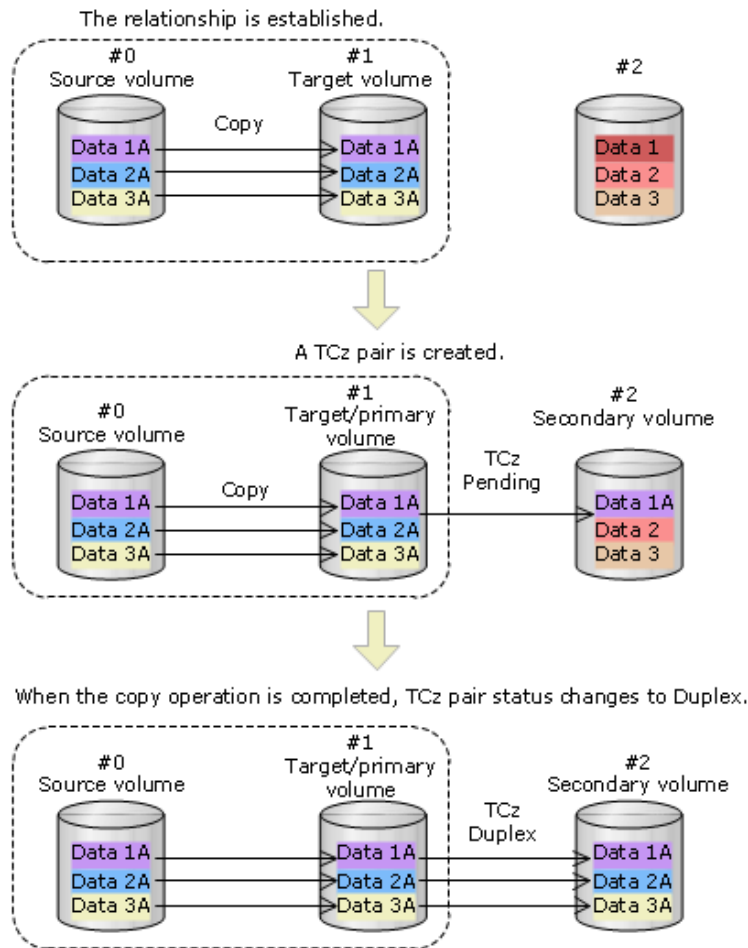 The relationship is established.
#0
Source volume
#1
Target volume
#2
Copy
Data 1A
Data 2A
Data 3A
Data 1A
Data 2A
Data 3A
Data 1
Data 2
Data 3
A TCz pair is created.
#0
Source volume
#1
Target/primary
volume
#2
Secondary volume
Copy
TCz
Pending
Data 1A
Data 2A
Data 3A
Data 1A
Data 2A
Data 3A
Data 1A
Data 2
Data 3
When the copy operation is completed, TCz pair status changes to Duplex.
#0
Source volume
#1
Target/primary
volume
#2
Secondary volume
TCz
Duplex
Data 1A
Data 2A
Data 3A
Data 1A
Data 2A
Data 3A
Data 1A
Data 2A
Data 3A